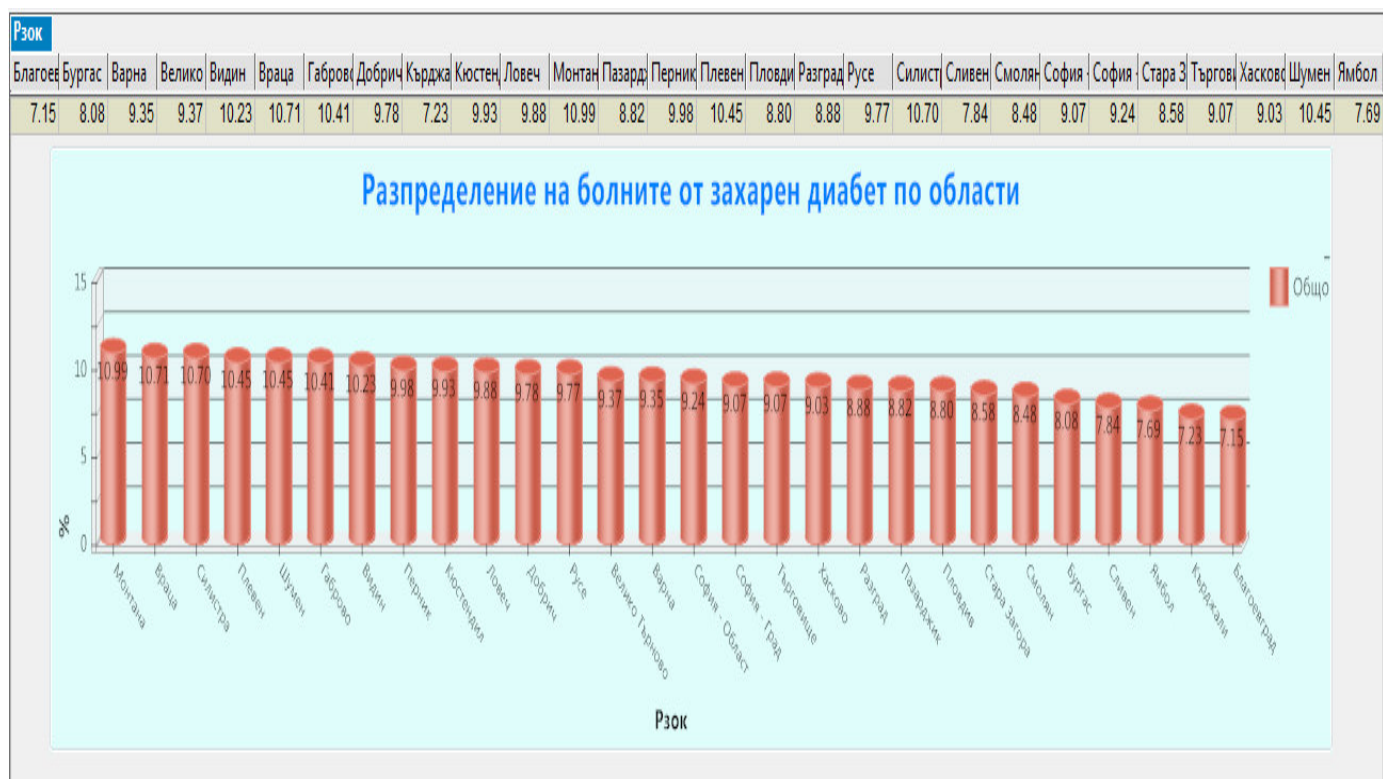 Рзок
Благоев Бургас Варна Велико Видин Враца Габрово Добрич Кърджа Кюстенд Ловеч Монтан Пазардж Перник Плевен Пловди Разград Русе Силистр Сливен Смолян София - София - Стара З Търгови Хасково Шумен Ямбол
7.15 8.08 9.35 9.37 10.23 10.71 10.41 9.78 7.23 9.93 9.88 10.99 8.82 9.98 10.45 8.80 8.88 9.77 10.70 7.84 8.48 9.07 9.24 8.58 9.07 9.03 10.45 7.69
Разпределение на болните от захарен диабет по области
Общо
15
10
5
0
%
10.99 10.71 10.70 10.45 10.45 10.41 10.23 9.98 9.93 9.88 9.78 9.77 9.37 9.35 9.24 9.07 9.07 9.03 8.88 8.82 8.80 8.58 8.48 8.08 7.84 7.69 7.23 7.15
Монтана Враца Силистра Плевен Шумен Габрово Видин Перник Кюстендил Ловеч Добрич Русе Велико Търново Варна София - Област София - Град Търговище Хасково Разград Пазарджик Пловдив Стара Загора Смолян Бургас Сливен Ямбол Кърджали Благоевград
Рзок